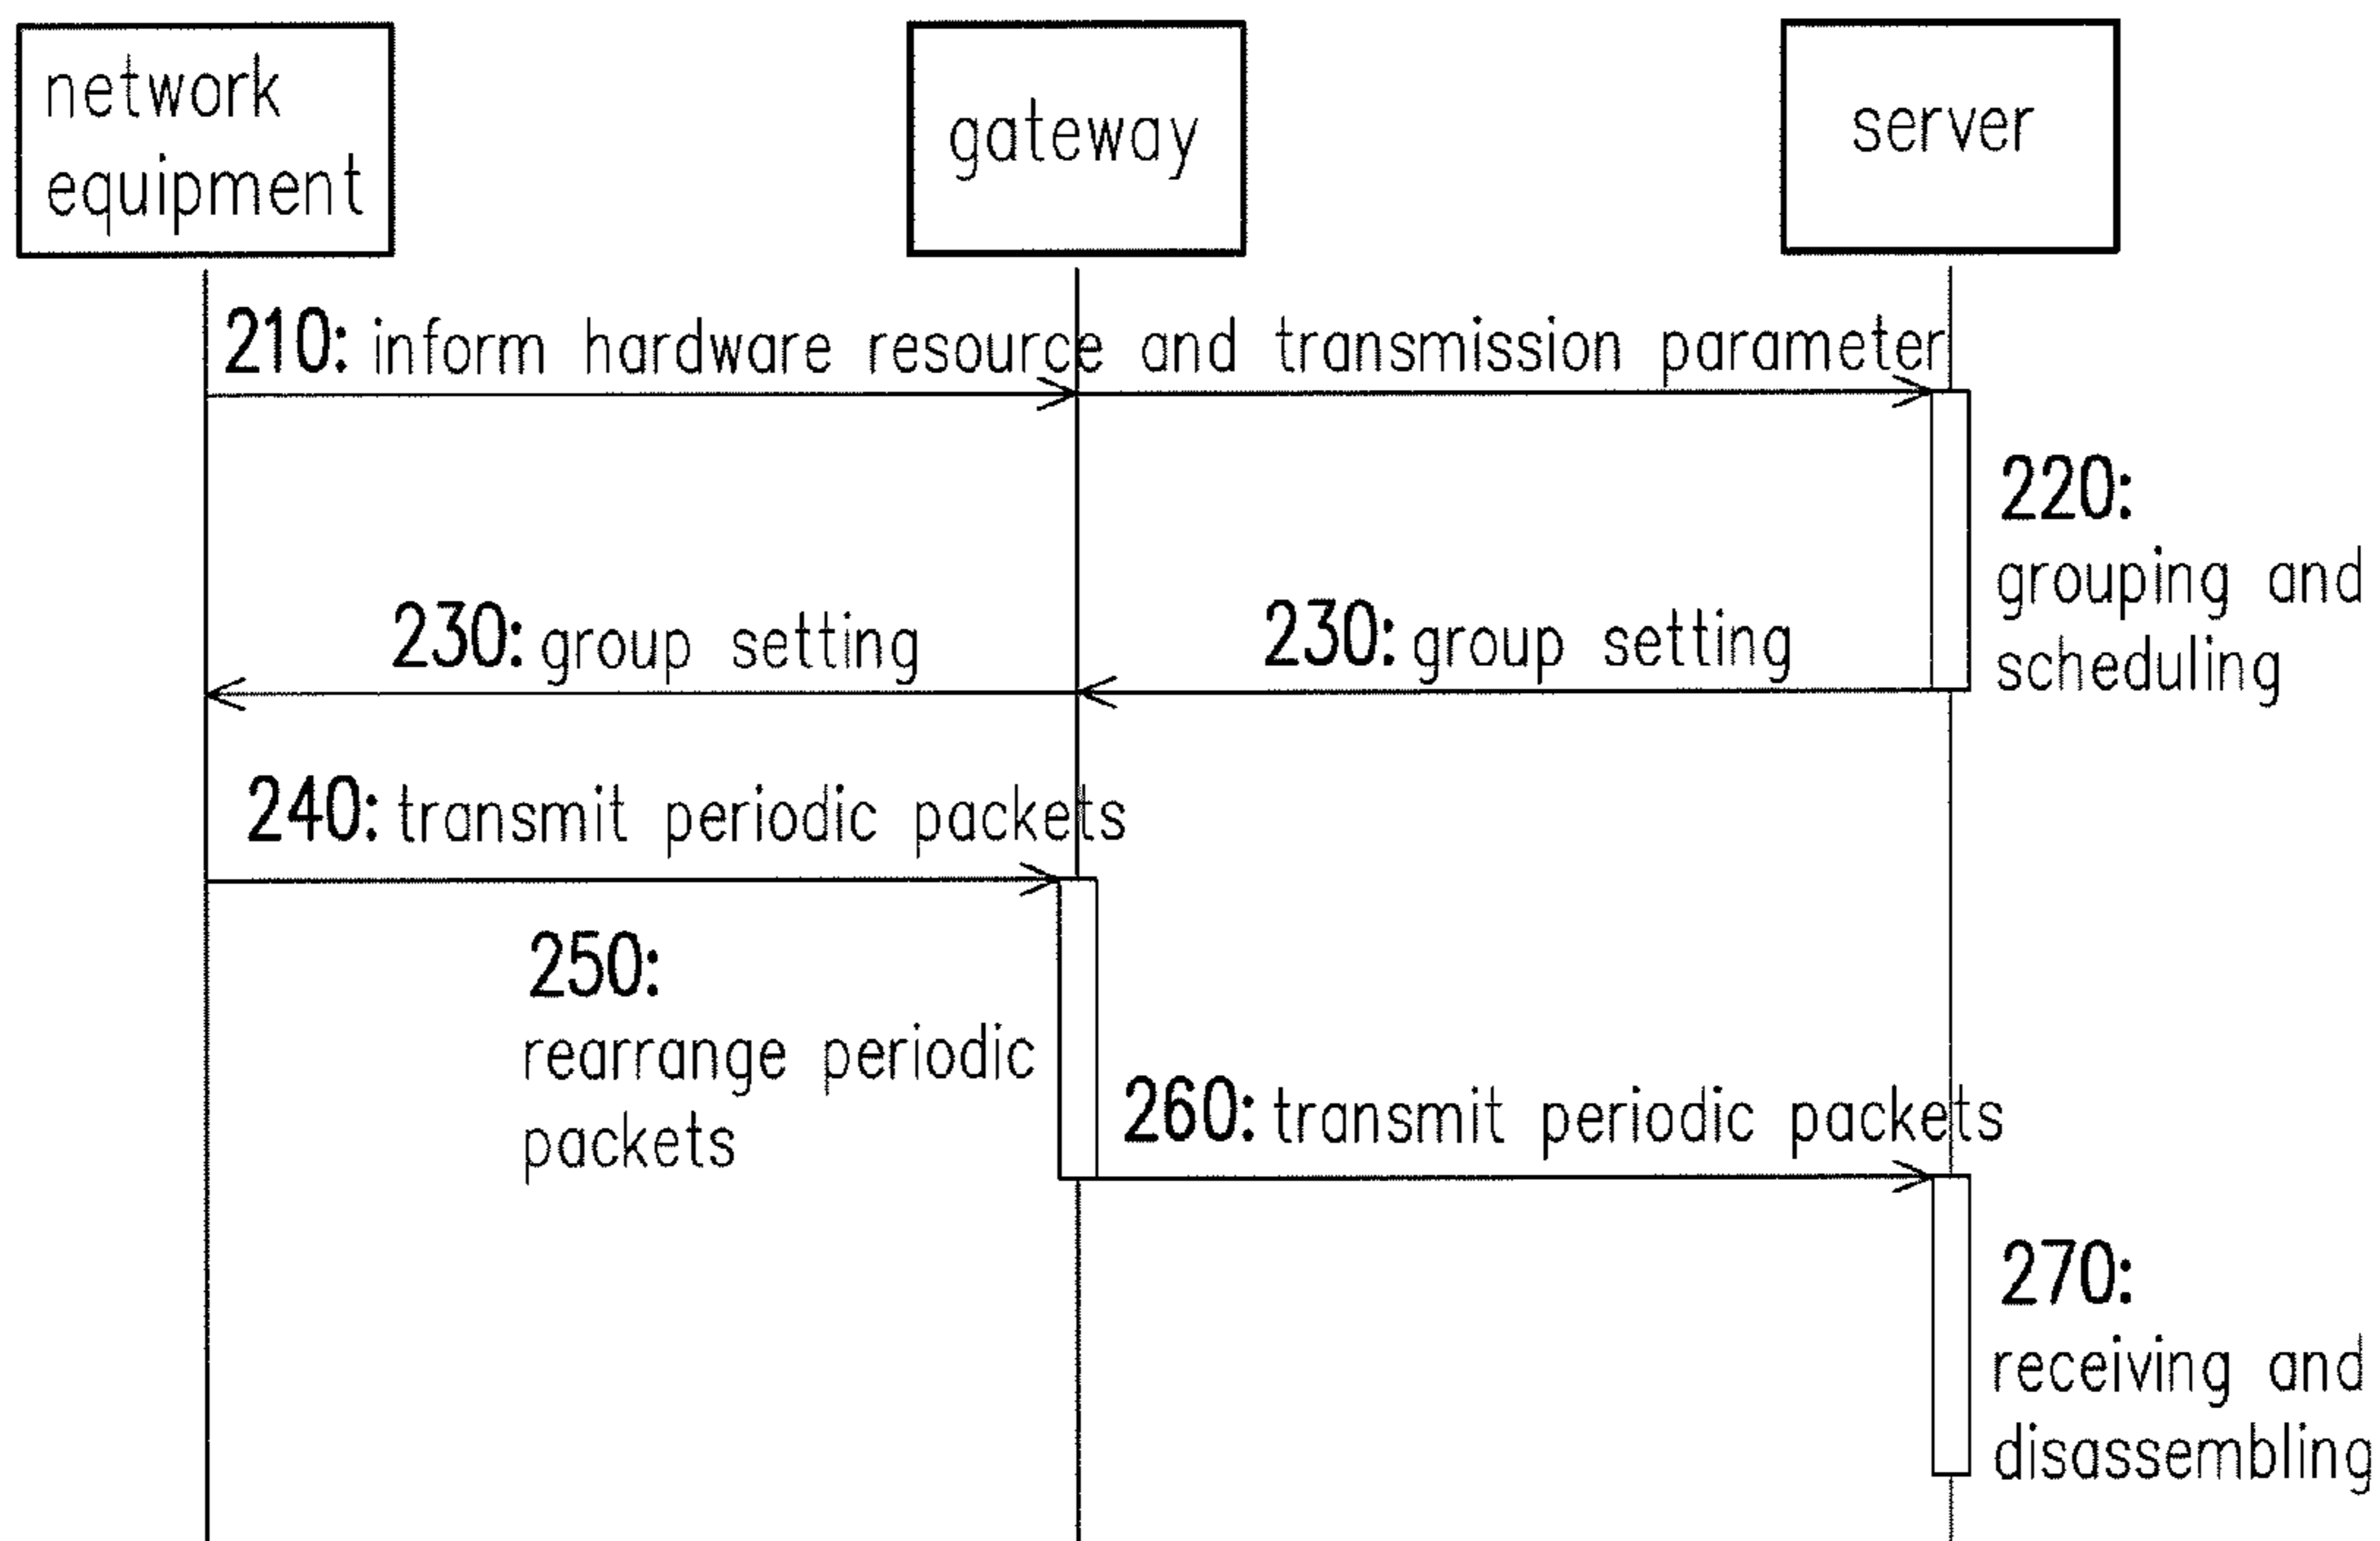 network
equipment
gateway
server
210: inform hardware resource and transmission parameter
220:
grouping and
scheduling
230: group setting
230: group setting
240: transmit periodic packets
250:
rearrange periodic
packets
260: transmit periodic packets
270:
receiving and
disassembling